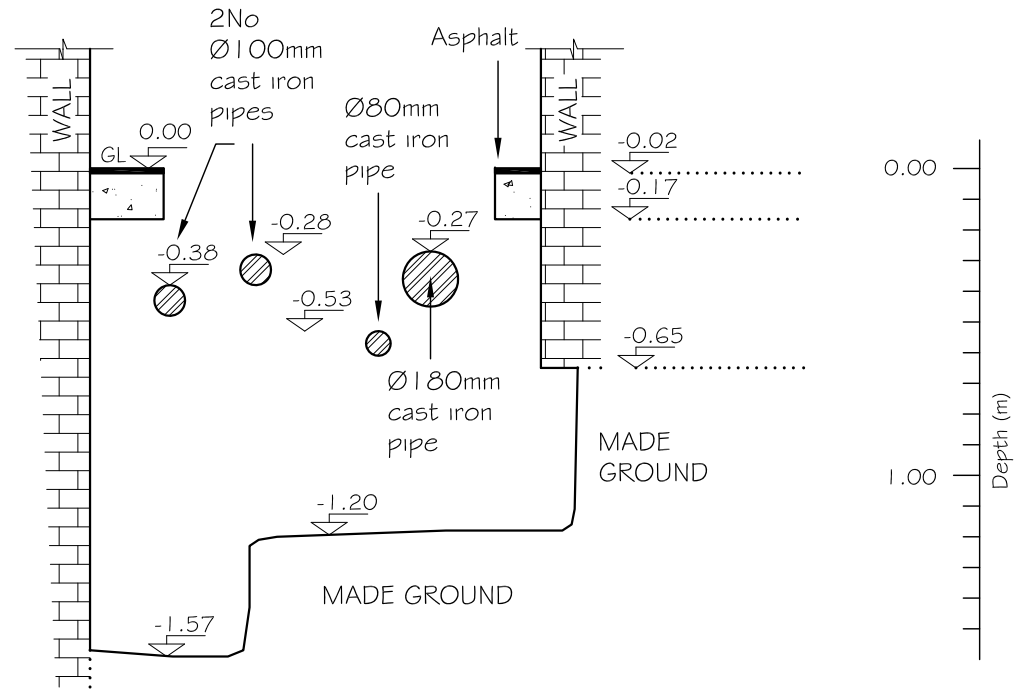 2No
Ø100mm
cast iron
pipes
Asphalt
WALL
WALL
Ø80mm
cast iron
pipe
0.00
GL
-0.02
0.00
-0.17
-0.28
-0.27
-0.38
-0.53
-0.65
Ø180mm
cast iron
pipe
MADE
GROUND
Depth (m)
1.00
-1.20
MADE GROUND
-1.57